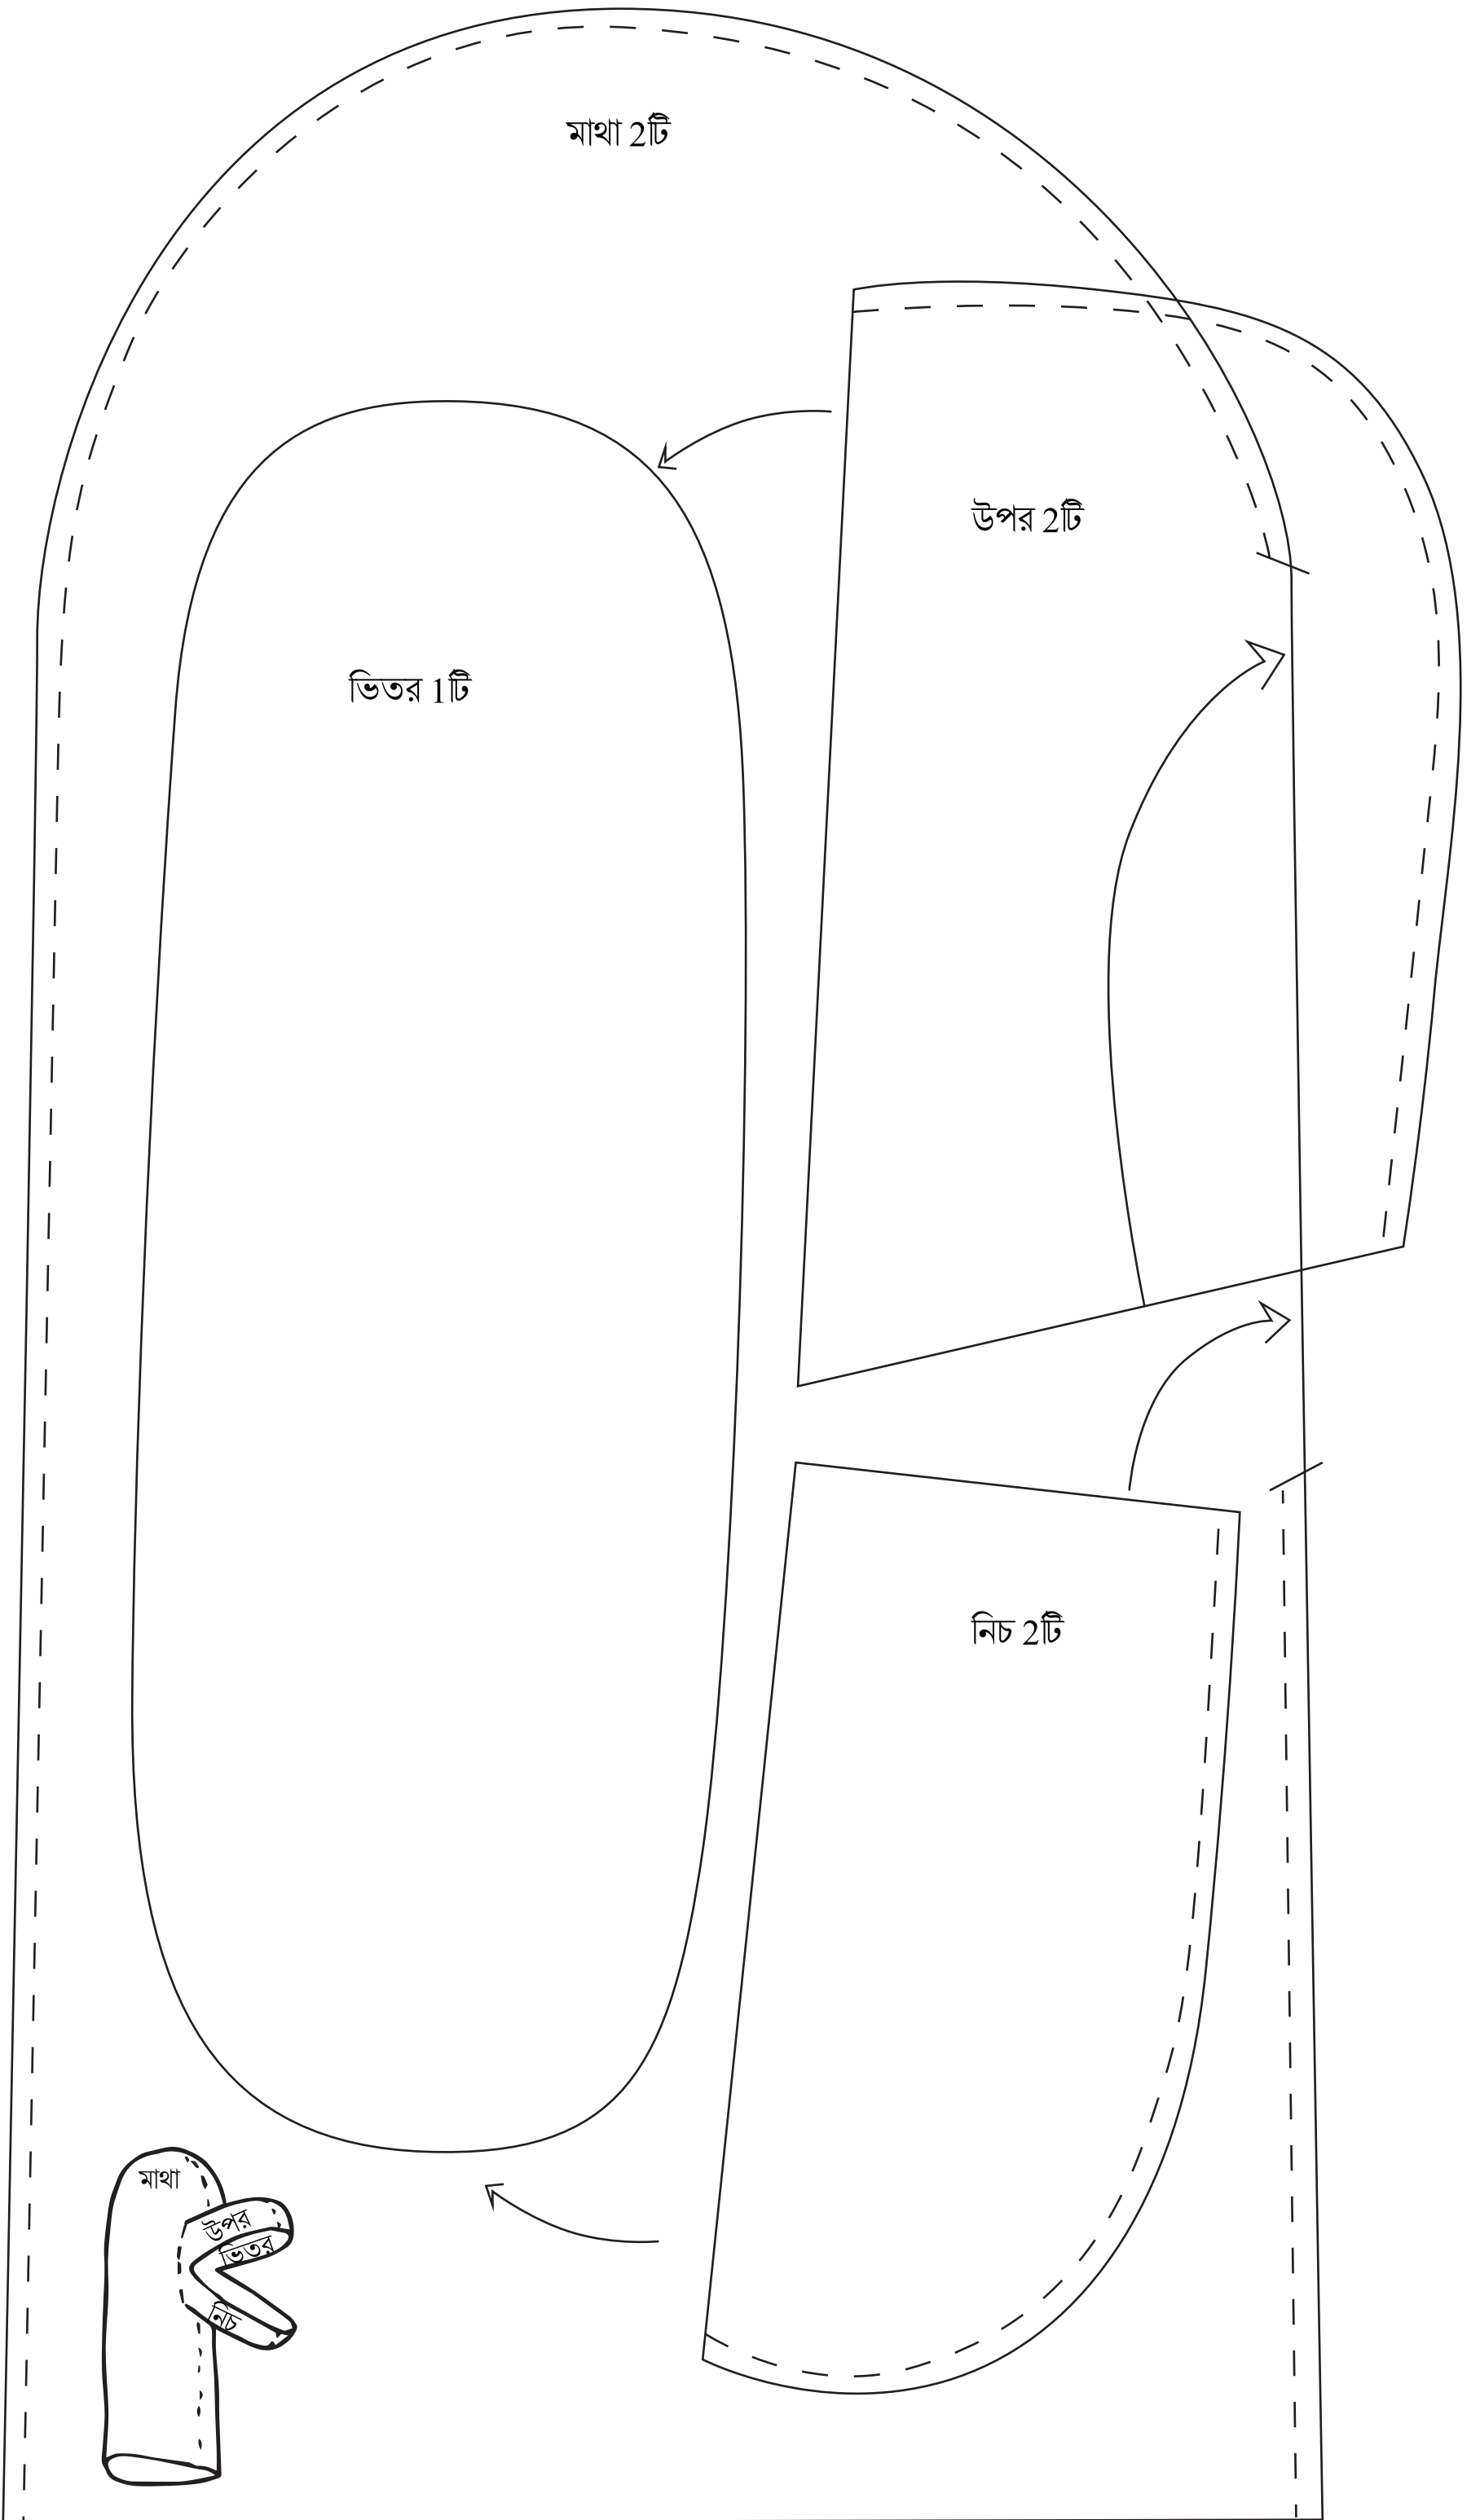 মাথা 2টি
উপর 2টি
ভিতর 1টি
নিচ 2টি
মাথা
উপর
ভিতর
নিচ